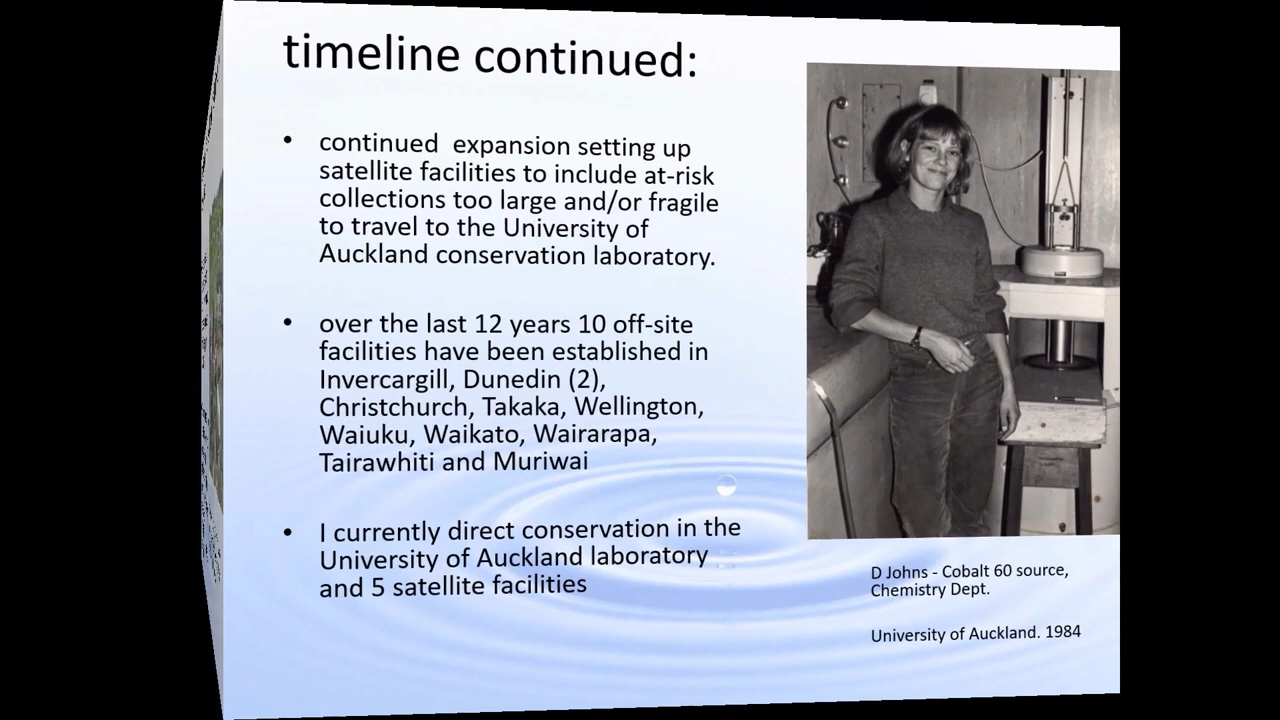 timeline continued:
• continued  expansion setting up
satellite facilities to include at-risk
collections too large and/or fragile
to travel to the University of
Auckland conservation laboratory.
• over the last 12 years 10 off-site
facilities have been established in
Invercargill, Dunedin (2),
Christchurch, Takaka, Wellington,
Waiuku, Waikato, Wairarapa,
Tairawhiti and Muriwai
• I currently direct conservation in the
University of Auckland laboratory
and 5 satellite facilities
D Johns - Cobalt 60 source,
Chemistry Dept.
University of Auckland. 1984